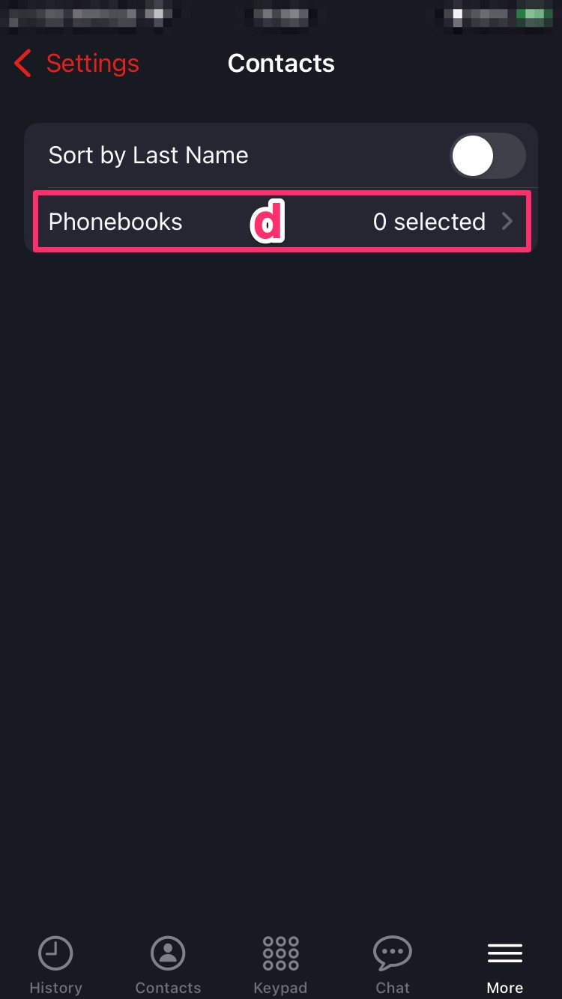 Settings
Contacts
Sort by Last Name
Phonebooks d 0 selected
History Contacts Keypad Chat More